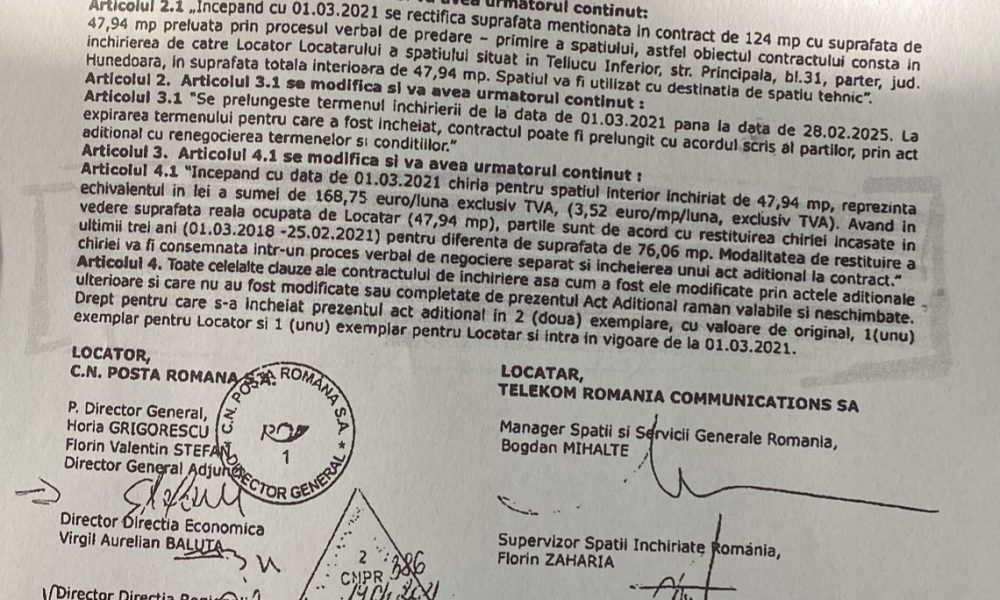 va avea urmatorul continut:
Articolul 2.1 „Incepand cu 01.03.2021 se rectifica suprafata mentionata in contract de 124 mp cu suprafata de
47,94 mp preluata prin procesul verbal de predare – primire a spatiului, astfel obiectul contractului consta in
inchirierea de catre Locator Locatarului a spatiului situat in Teliucu Inferior, str. Principala, bl.31, parter, jud.
Hunedoara, in suprafata totala interioara de 47,94 mp. Spatiul va fi utilizat cu destinatia de spatiu tehnic”.
Articolul 2. Articolul 3.1 se modifica si va avea urmatorul continut :
Articolul 3.1 "Se prelungeste termenul inchirierii de la data de 01.03.2021 pana la data de 28.02.2025. La
expirarea termenului pentru care a fost incheiat, contractul poate fi prelungit cu acordul scris al partilor, prin act
aditional cu renegocierea termenelor si conditiilor.”
Articolul 3. Articolul 4.1 se modifica si va avea urmatorul continut :
Articolul 4.1 "Incepand cu data de 01.03.2021 chiria pentru spatiul interior inchiriat de 47,94 mp, reprezinta
echivalentul in lei a sumei de 168,75 euro/luna exclusiv TVA, (3,52 euro/mp/luna, exclusiv TVA). Avand in
vedere suprafata reala ocupata de Locatar (47,94 mp), partile sunt de acord cu restituirea chiriei incasate in
ultimii trei ani (01.03.2018 -25.02.2021) pentru diferenta de suprafata de 76,06 mp. Modalitatea de restituire a
chiriei va fi consemnata intr-un proces verbal de negociere separat si incheierea unui act aditional la contract.”
Articolul 4. Toate celelalte clauze ale contractului de inchiriere asa cum a fost ele modificate prin actele aditionale
ulterioare si care nu au fost modificate sau completate de prezentul Act Aditional raman valabile si neschimbate.
Drept pentru care s-a incheiat prezentul act aditional in 2 (doua) exemplare, cu valoare de original, 1(unu)
exemplar pentru Locator si 1 (unu) exemplar pentru Locatar si intra in vigoare de la 01.03.2021.
LOCATOR,
C.N. POSTA ROMANA S.A.
P. Director General,
Horia GRIGORESCU
Florin Valentin STEFAN
Director General Adjunct
Director Directia Economica
Virgil Aurelian BALUTA
Director Directia
C.N. POSTA ROMANA S.A. * DIRECTOR GENERAL *
1
2
CMPR
386
LOCATAR,
TELEKOM ROMANIA COMMUNICATIONS SA
Manager Spatii si Servicii Generale Romania,
Bogdan MIHALTE
Supervizor Spatii Inchiriate România,
Florin ZAHARIA